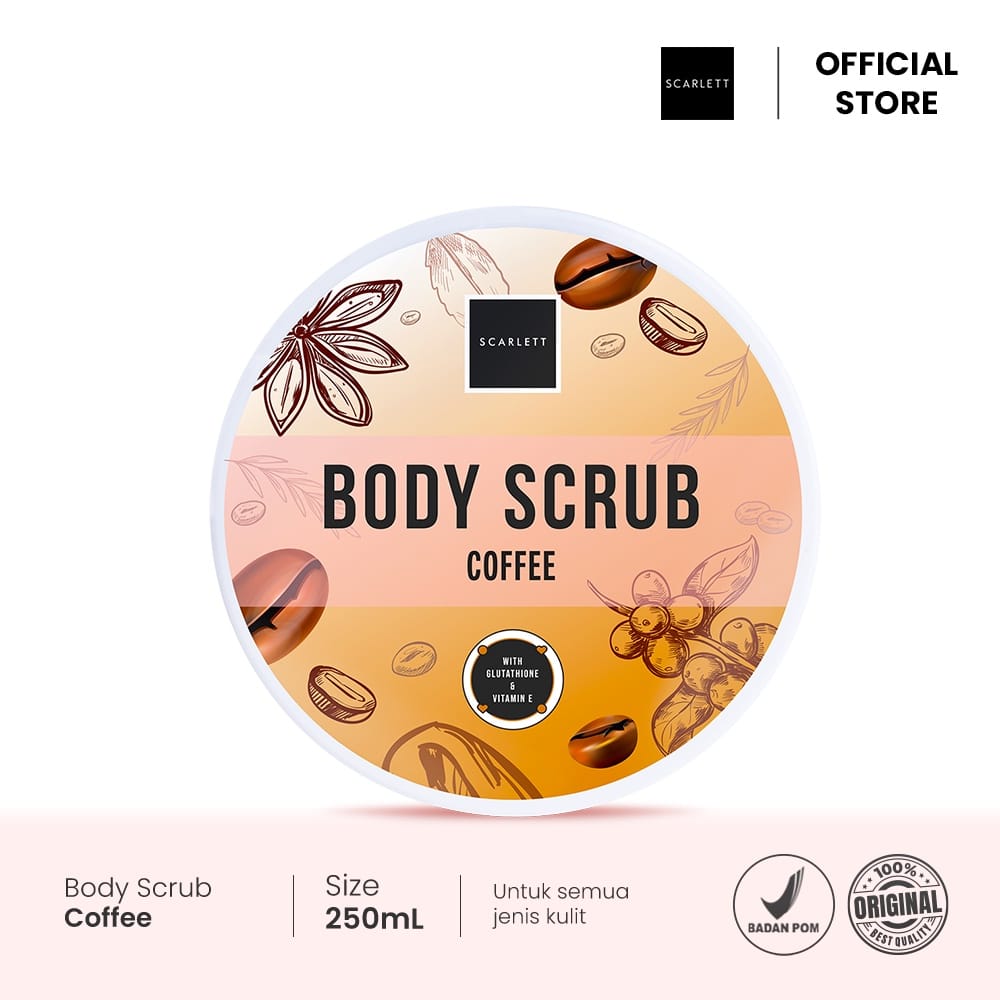 SCARLETT
OFFICIAL
STORE
SCARLETT
BODY SCRUB
COFFEE
WITH
GLUTATHIONE
&
VITAMIN E
Body Scrub
Coffee
Size
250mL
Untuk semua
jenis kulit
BADAN POM
100%
ORIGINAL
BEST QUALITY